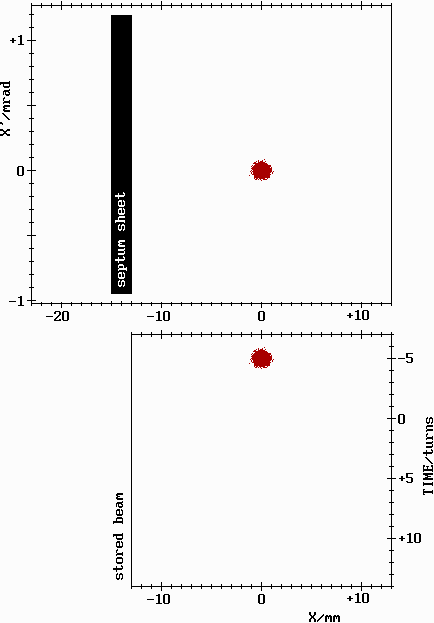 +1
X'/mrad
0
septum sheet
-1
-20 -10 0 +10
-5
0
+5
+10
TIME/turns
stored beam
-10 0 +10
X/mm